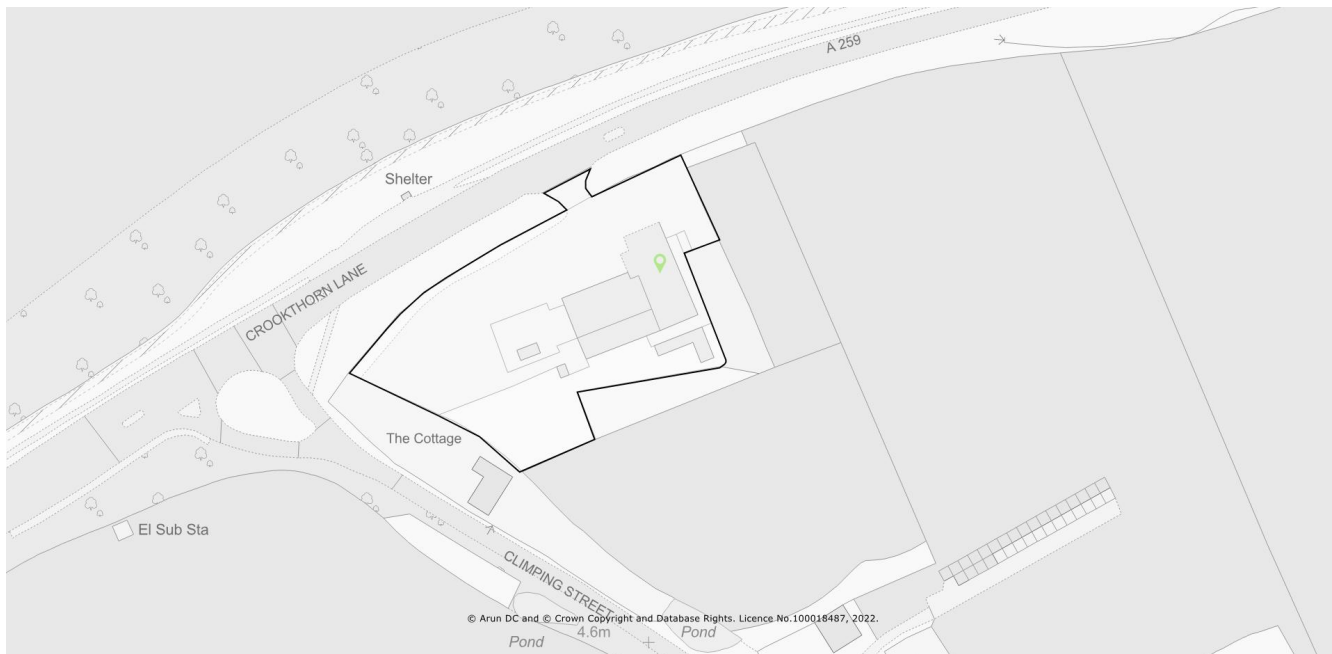 A 259
Shelter
CROOKTHORN LANE
The Cottage
El Sub Sta
CLIMPING STREET
© Arun DC and © Crown Copyright and Database Rights. Licence No.100018487, 2022.
4.6m
Pond
Pond